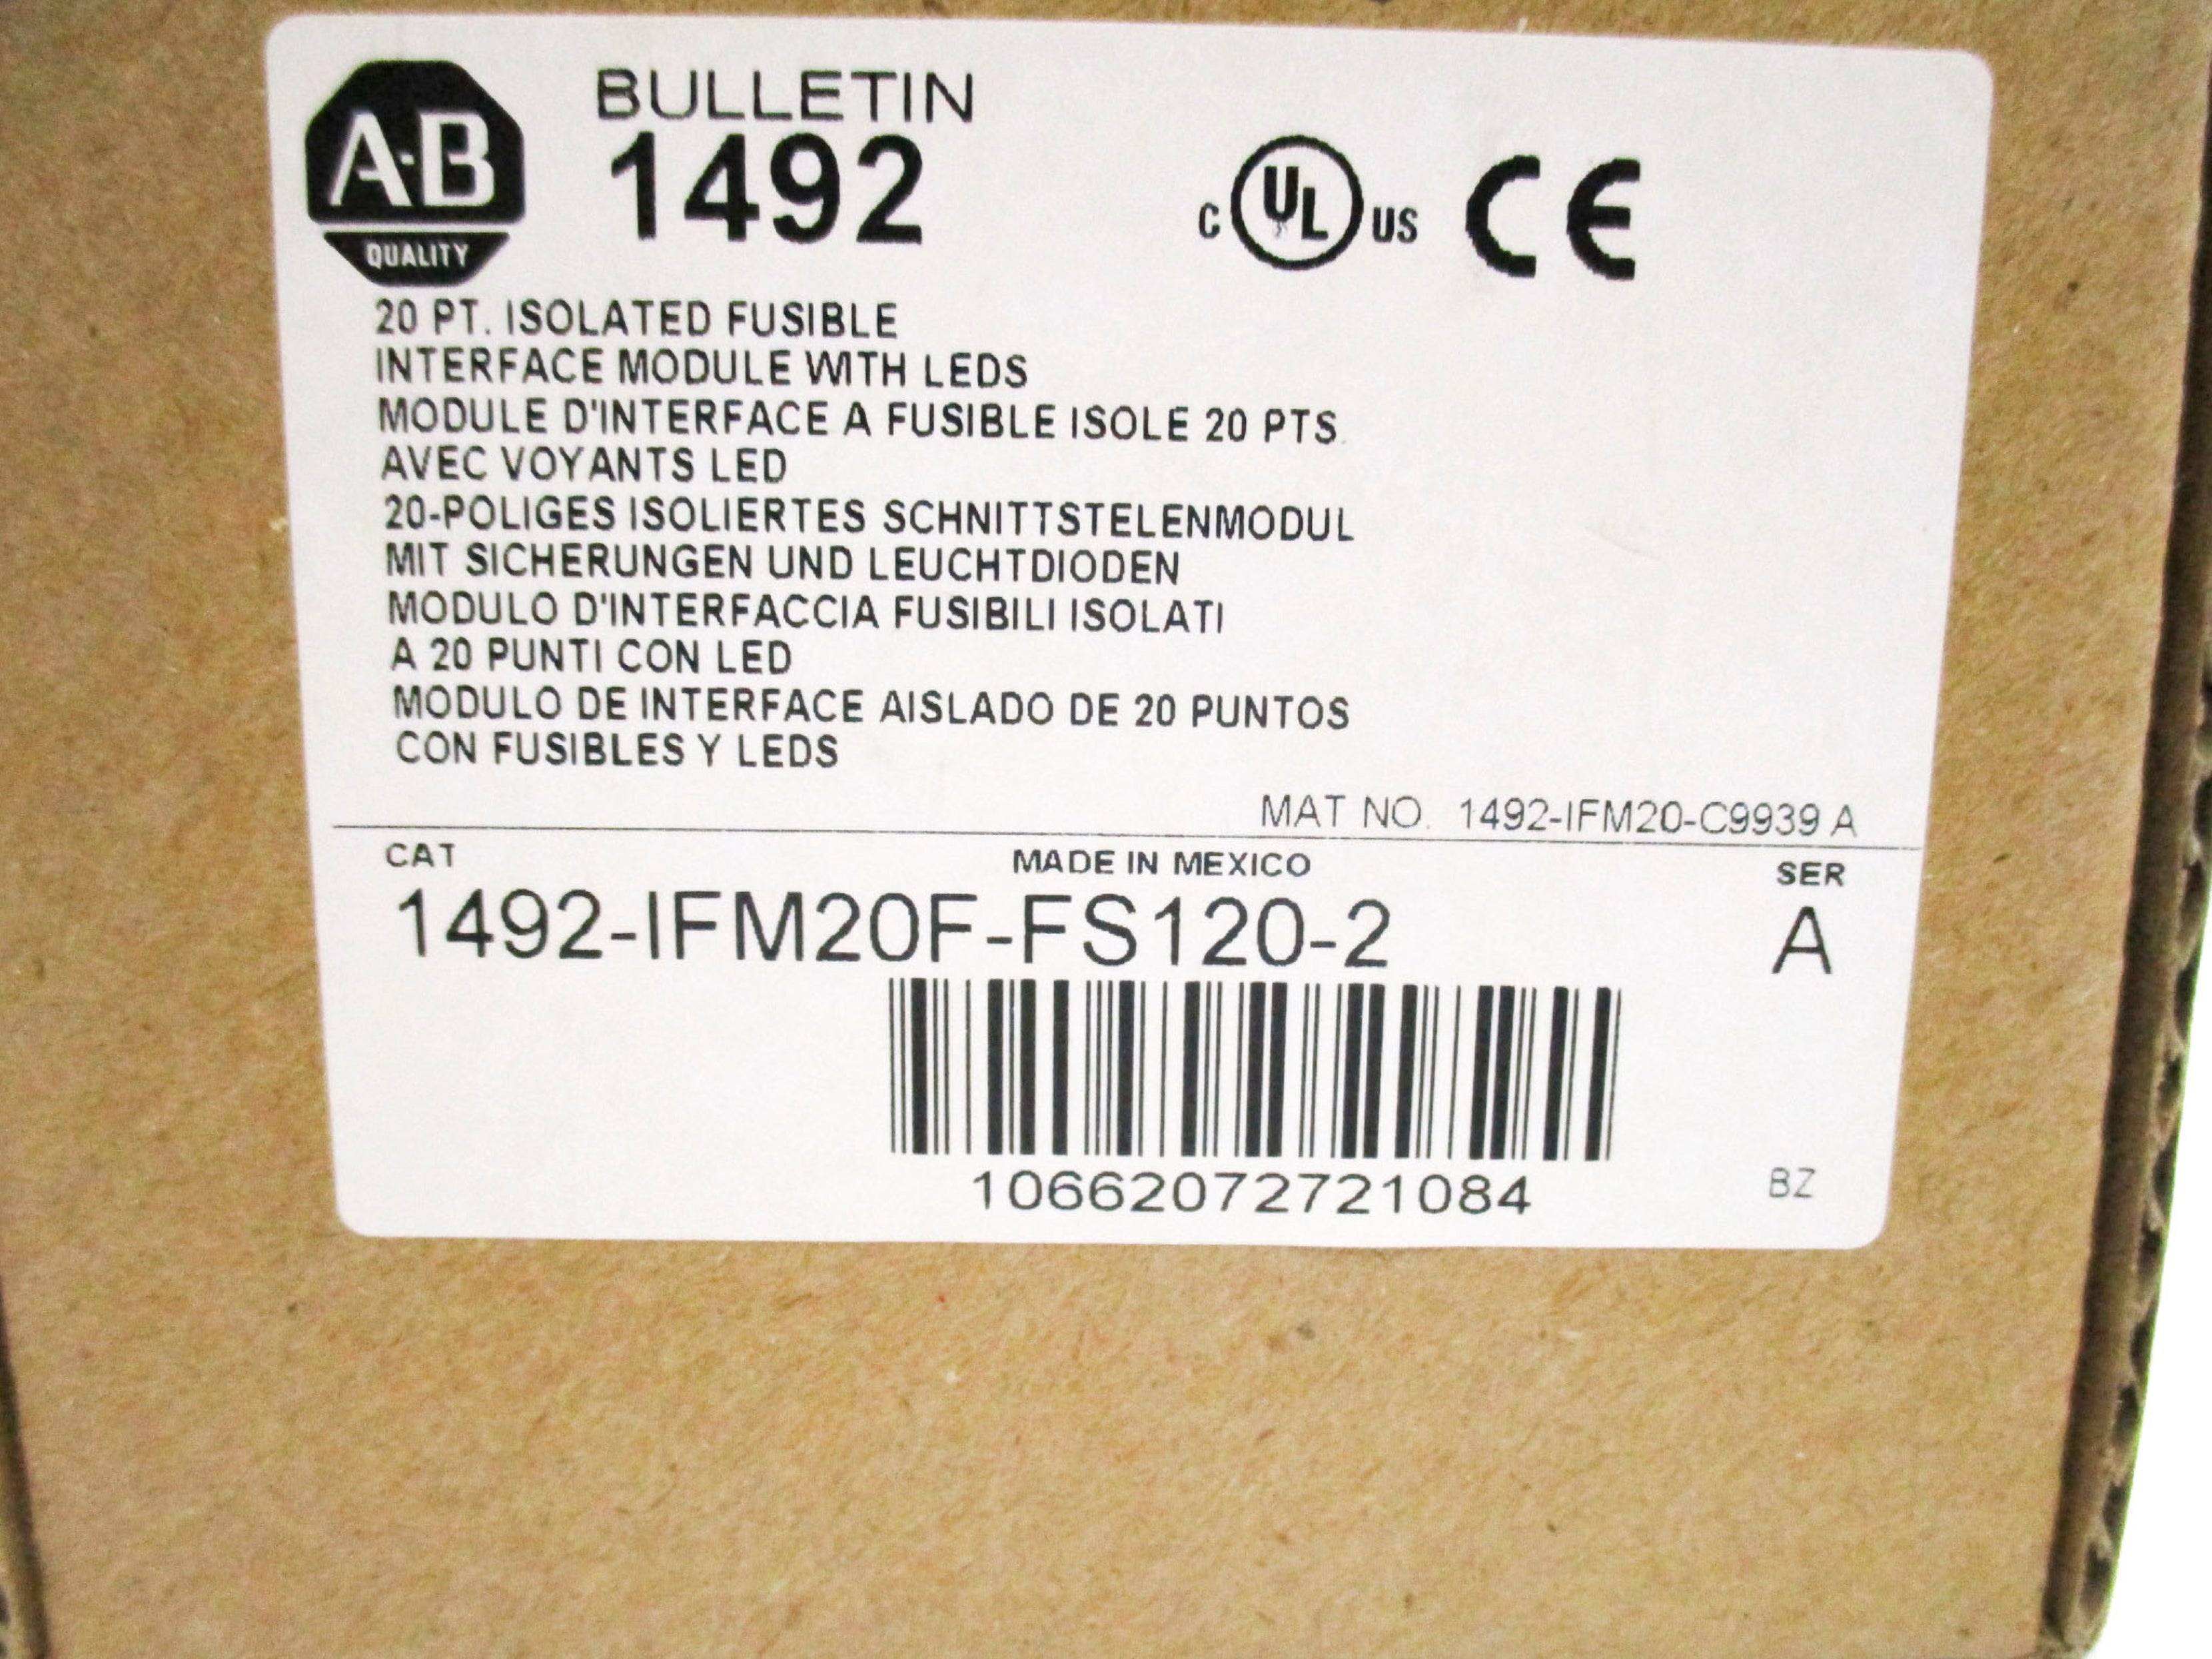 A-B
QUALITY
BULLETIN
1492
C UL US CE
20 PT. ISOLATED FUSIBLE
INTERFACE MODULE WITH LEDS
MODULE D'INTERFACE A FUSIBLE ISOLE 20 PTS.
AVEC VOYANTS LED
20-POLIGES ISOLIERTES SCHNITTSTELENMODUL
MIT SICHERUNGEN UND LEUCHTDIODEN
MODULO D'INTERFACCIA FUSIBILI ISOLATI
A 20 PUNTI CON LED
MODULO DE INTERFACE AISLADO DE 20 PUNTOS
CON FUSIBLES Y LEDS
MAT NO. 1492-IFM20-C9939 A
CAT MADE IN MEXICO SER
1492-IFM20F-FS120-2 A
10662072721084 BZ